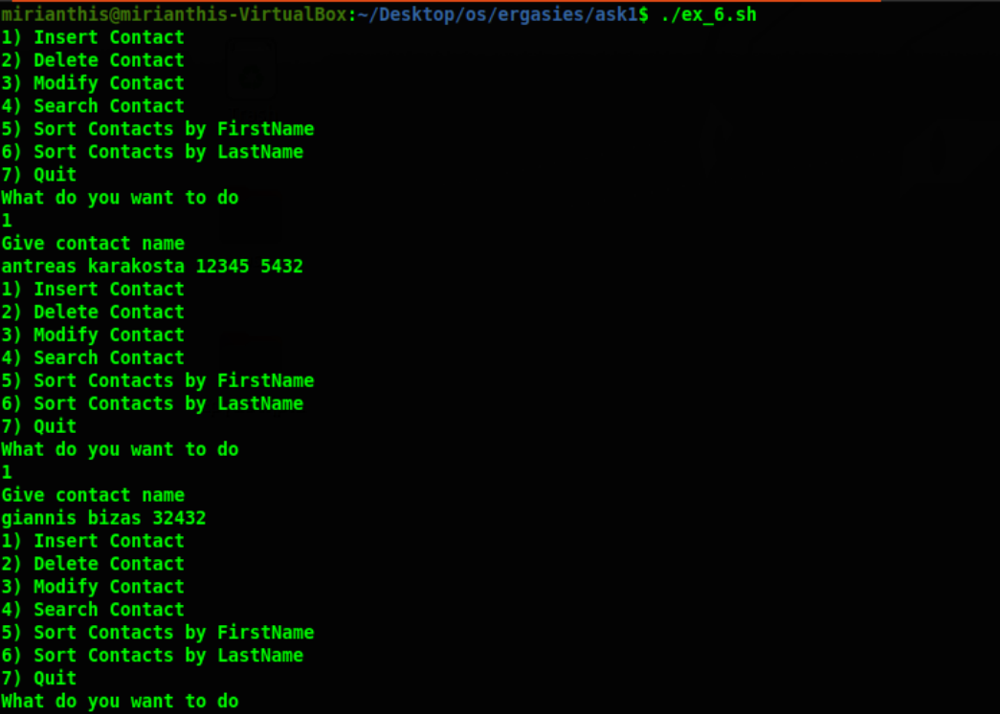 mirianthis@mirianthis-VirtualBox:~/Desktop/os/ergasies/ask1$ ./ex_6.sh
1) Insert Contact
2) Delete Contact
3) Modify Contact
4) Search Contact
5) Sort Contacts by FirstName
6) Sort Contacts by LastName
7) Quit
What do you want to do
1
Give contact name
antreas karakosta 12345 5432
1) Insert Contact
2) Delete Contact
3) Modify Contact
4) Search Contact
5) Sort Contacts by FirstName
6) Sort Contacts by LastName
7) Quit
What do you want to do
1
Give contact name
giannis bizas 32432
1) Insert Contact
2) Delete Contact
3) Modify Contact
4) Search Contact
5) Sort Contacts by FirstName
6) Sort Contacts by LastName
7) Quit
What do you want to do